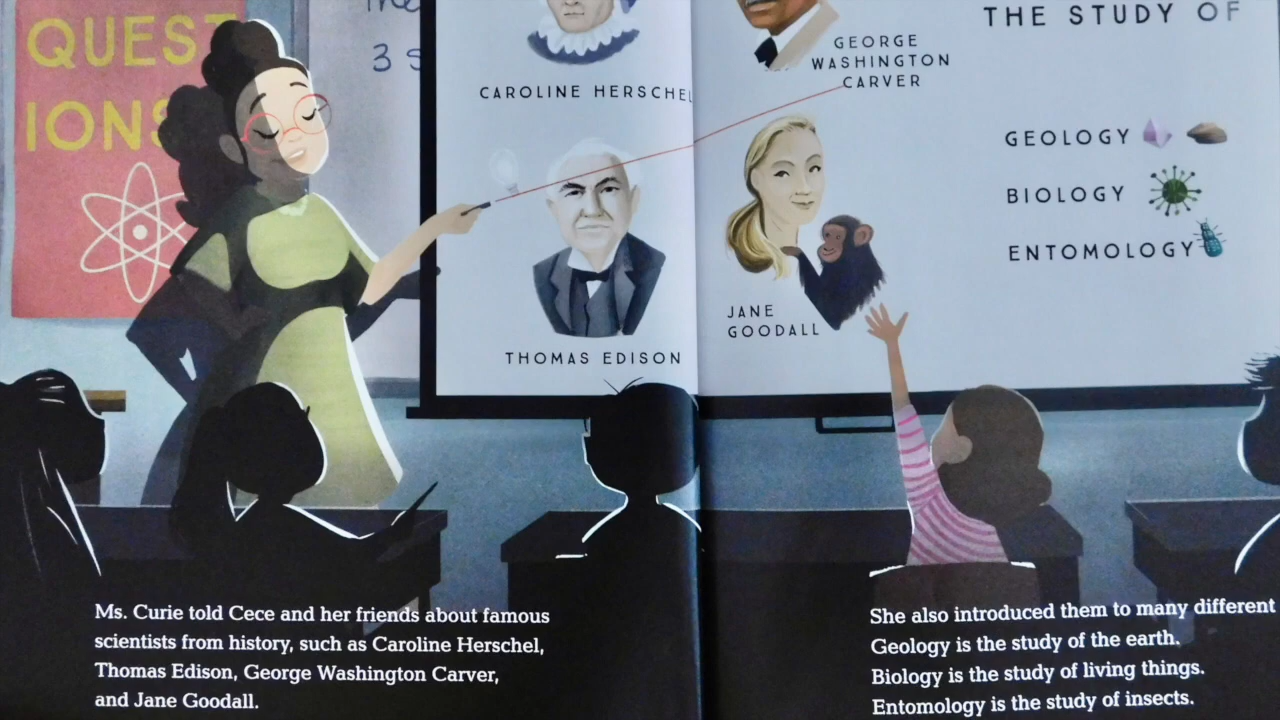 QUEST
IONS
3
CAROLINE HERSCHEL
THOMAS EDISON
GEORGE
WASHINGTON
CARVER
JANE
GOODALL
THE STUDY OF
GEOLOGY
BIOLOGY
ENTOMOLOGY
Ms. Curie told Cece and her friends about famous
scientists from history, such as Caroline Herschel,
Thomas Edison, George Washington Carver,
and Jane Goodall.
She also introduced them to many different
Geology is the study of the earth.
Biology is the study of living things.
Entomology is the study of insects.